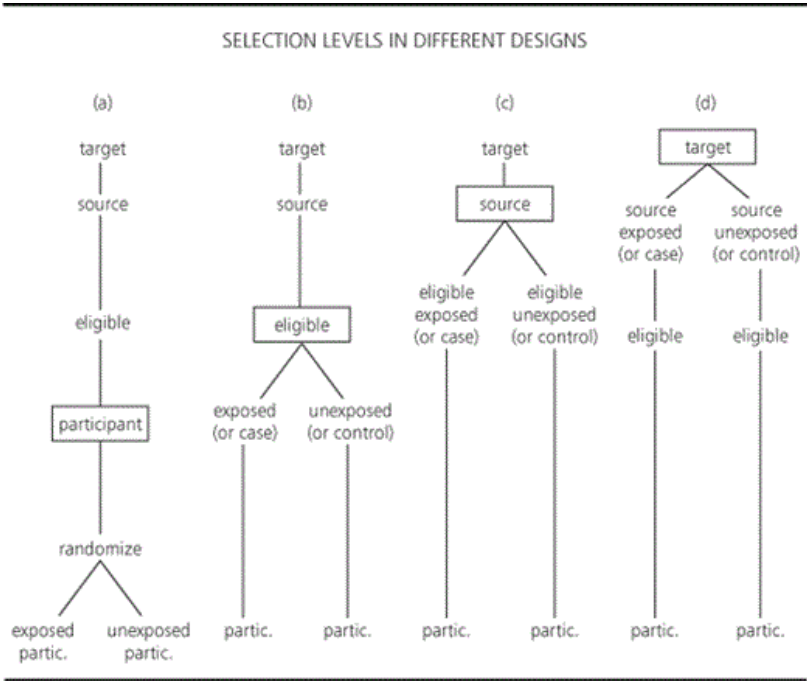 SELECTION LEVELS IN DIFFERENT DESIGNS
(a)
target
source
eligible
participant
randomize
exposed
partic.
unexposed
partic.
(b)
target
source
eligible
exposed
(or case)
unexposed
(or control)
partic.
partic.
(c)
target
source
eligible
exposed
(or case)
eligible
unexposed
(or control)
partic.
partic.
(d)
target
source
exposed
(or case)
source
unexposed
(or control)
eligible
eligible
partic.
partic.